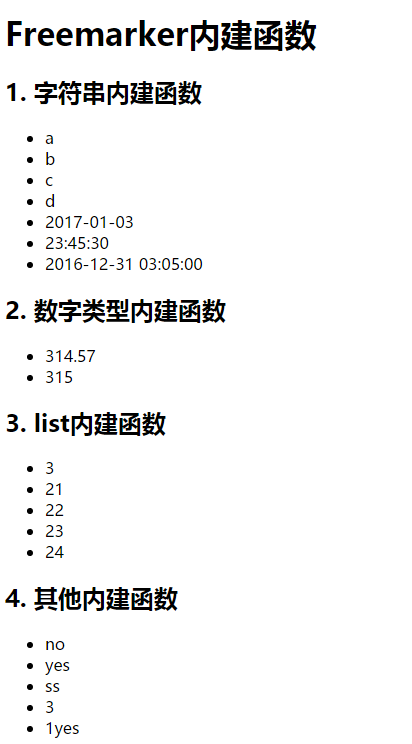 Freemarker内建函数
1. 字符串内建函数
a
b
c
d
2017-01-03
23:45:30
2016-12-31 03:05:00
2. 数字类型内建函数
314.57
315
3. list内建函数
3
21
22
23
24
4. 其他内建函数
no
yes
ss
3
1yes